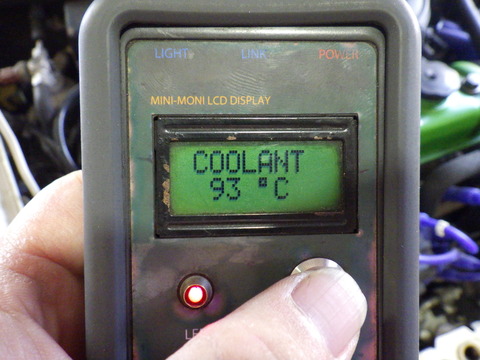 LIGHT LINK POWER
MINI-MONI LCD DISPLAY
COOLANT
93 °C